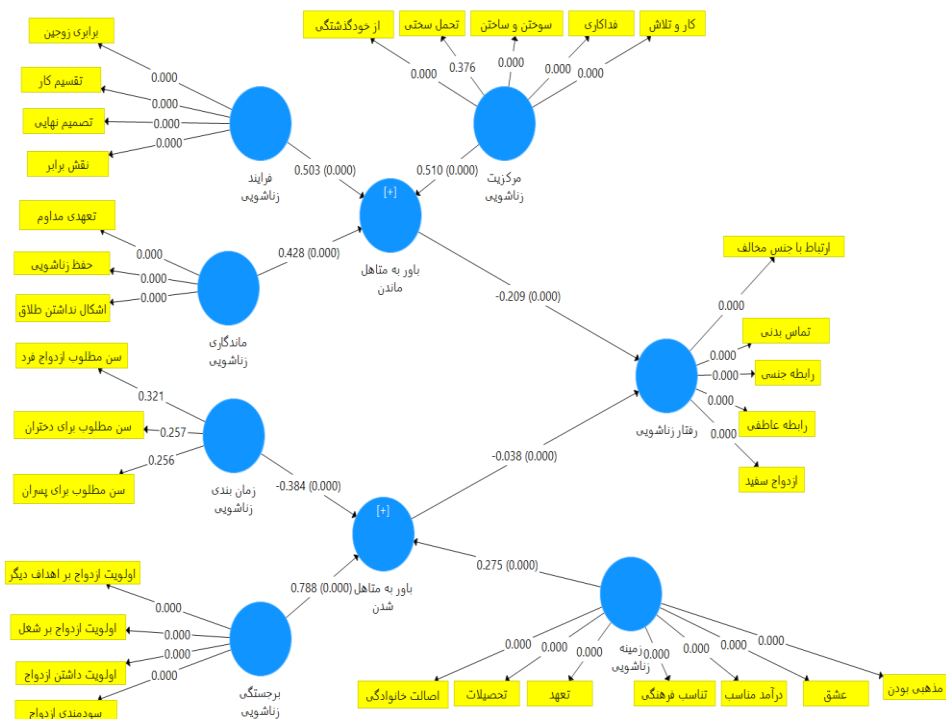 از خودگذشتگی
تحمل سختی
سوختن و ساختن
فداکاری
کار و تلاش
0.000
0.376
0.000
0.000
0.000
مرکزیت
زناشویی
0.510 (0.000)
برابری زوجین
تقسیم کار
تصمیم نهایی
نقش برابر
0.000
0.000
0.000
0.000
فرایند
زناشویی
0.503 (0.000)
[+]
باور به متاهل
ماندن
تعهدی مداوم
حفظ زناشویی
اشکال نداشتن طلاق
0.000
0.000
0.000
ماندگاری
زناشویی
0.428 (0.000)
-0.209 (0.000)
ارتباط با جنس مخالف
تماس بدنی
رابطه جنسی
رابطه عاطفی
ازدواج سفید
0.000
0.000
0.000
0.000
0.000
رفتار زناشویی
سن مطلوب ازدواج فرد
سن مطلوب برای دختران
سن مطلوب برای پسران
0.321
0.257
0.256
زمان بندی
زناشویی
-0.384 (0.000)
-0.038 (0.000)
[+]
باور به متاهل
شدن
اولویت ازدواج بر اهداف دیگر
اولویت ازدواج بر شغل
اولویت داشتن ازدواج
سودمندی ازدواج
0.000
0.000
0.000
0.000
برجستگی
زناشویی
0.788 (0.000)
0.275 (0.000)
زمینه
زناشویی
0.000
0.000
0.000
0.000
0.000
0.000
0.000
اصالت خانوادگی
تحصیلات
تعهد
تناسب فرهنگی
درآمد مناسب
عشق
مذهبی بودن